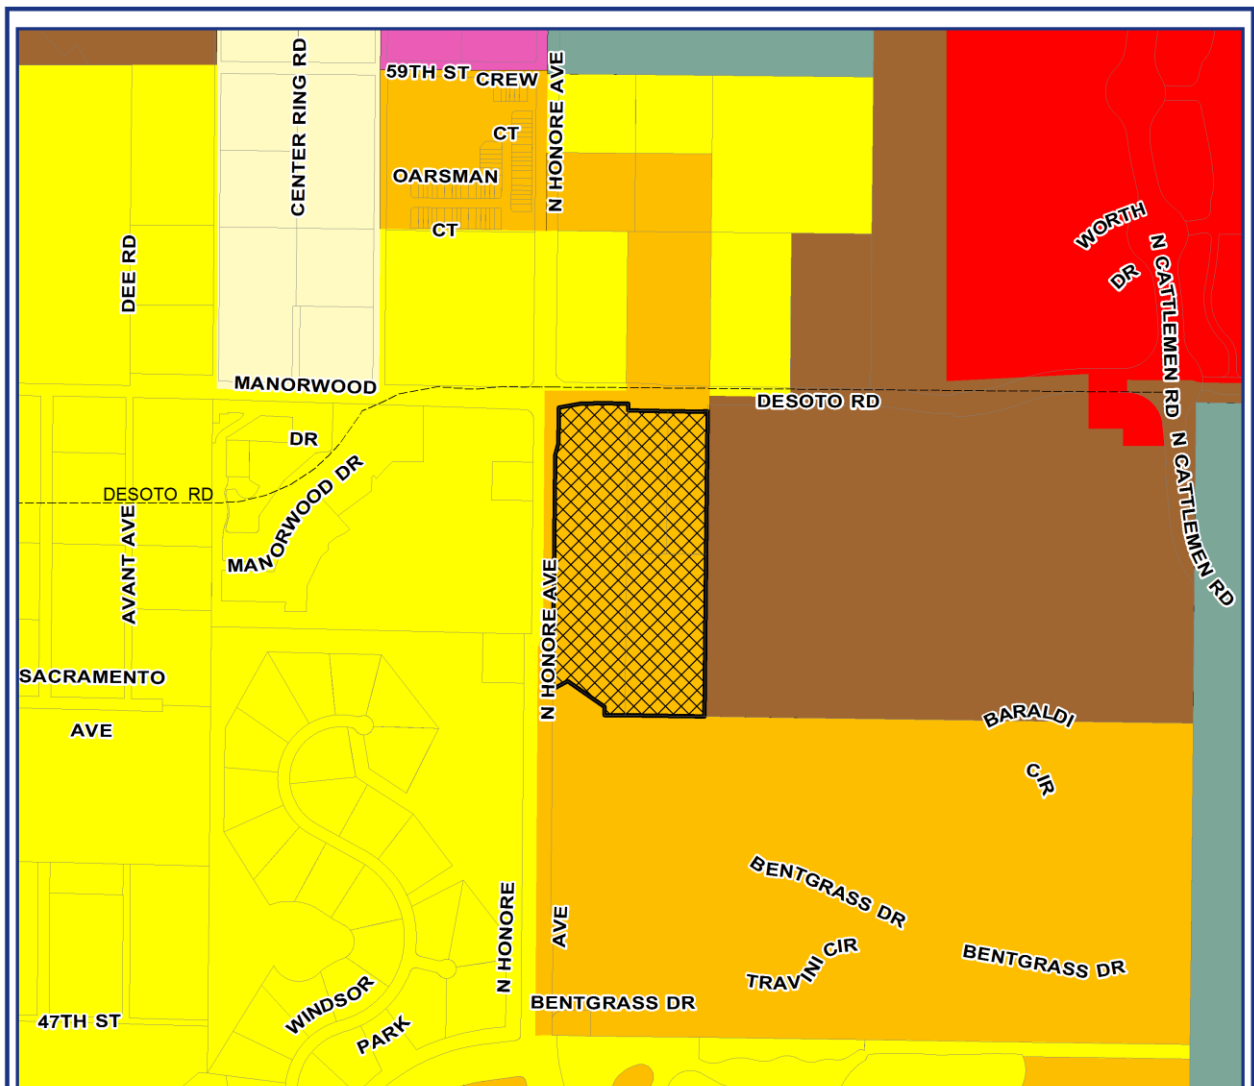 CENTER RING RD
59TH ST
CREW
CT
N HONORE AVE
OARSMAN
CT
DEE RD
WORTH
DR
N CATTLEMEN RD
MANORWOOD
DR
DESOTO RD
DESOTO RD
MANORWOOD DR
AVANT AVE
N CATTLEMEN RD
N HONORE AVE
SACRAMENTO
AVE
BARALDI
CIR
BENTGRASS DR
N HONORE
AVE
TRAVINI CIR
BENTGRASS DR
BENTGRASS DR
WINDSOR
PARK
47TH ST